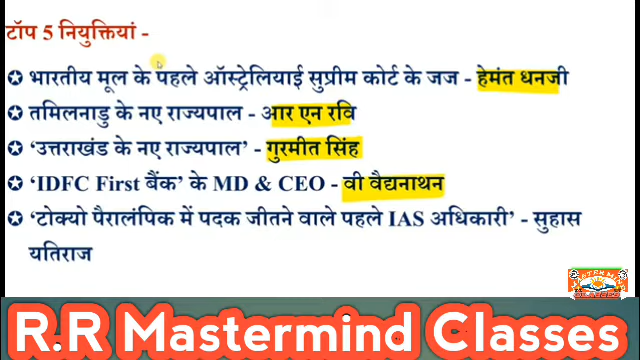 टॉप 5 नियुक्तियां -
✪ भारतीय मूल के पहले ऑस्ट्रेलियाई सुप्रीम कोर्ट के जज - हेमंत धनजी
✪ तमिलनाडु के नए राज्यपाल - आर एन रवि
✪ ‘उत्तराखंड के नए राज्यपाल’ - गुरमीत सिंह
✪ ‘IDFC First बैंक’ के MD & CEO - वी वैद्यनाथन
✪ ‘टोक्यो पैरालंपिक में पदक जीतने वाले पहले IAS अधिकारी’ - सुहास
यतिराज
R.R Mastermind Classes